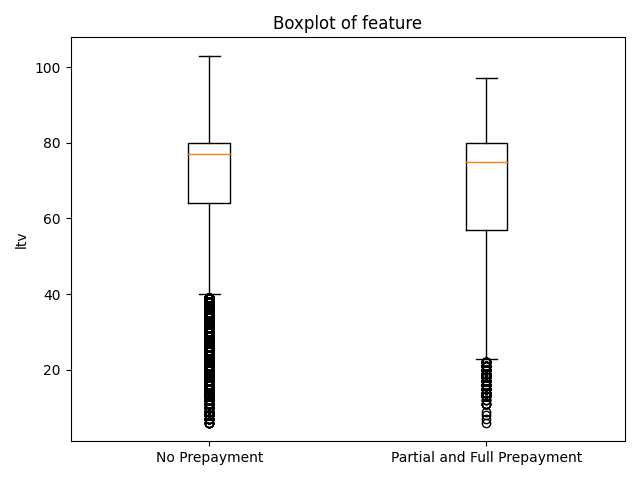 Boxplot of feature
100
80
60
40
20
ltv
No Prepayment
Partial and Full Prepayment